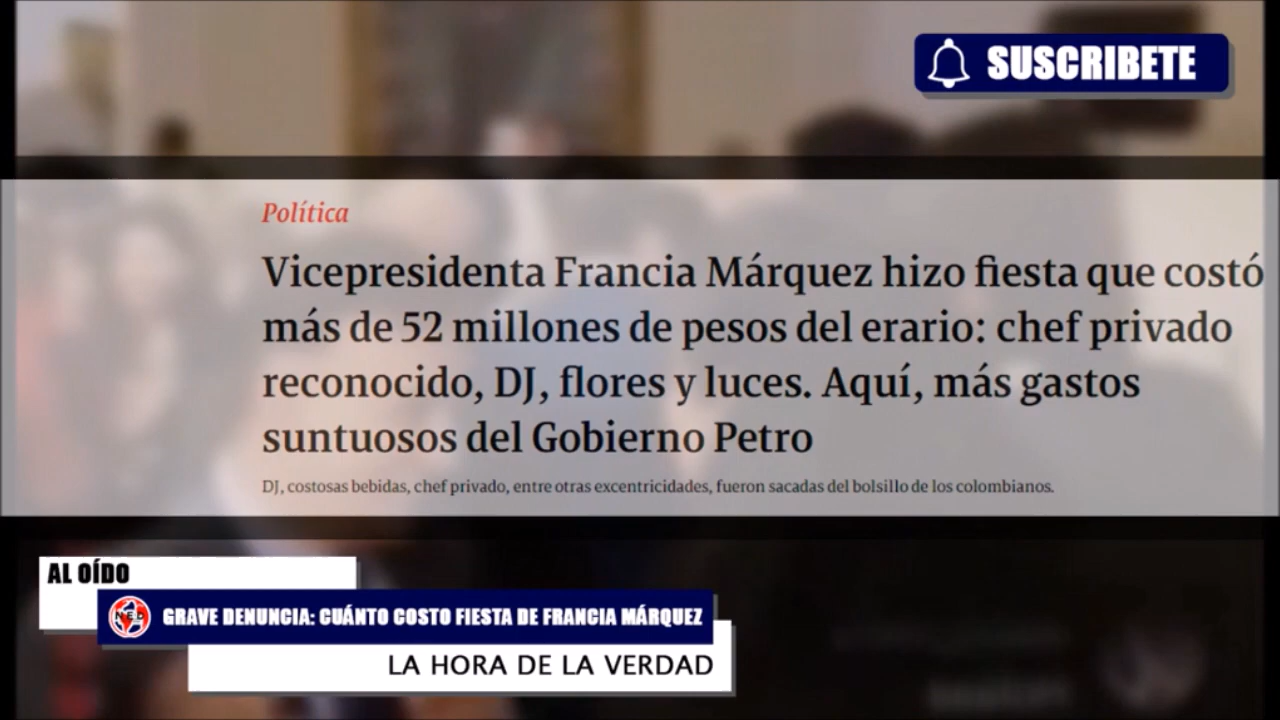 SUSCRIBETE
Política
Vicepresidenta Francia Márquez hizo fiesta que costó
más de 52 millones de pesos del erario: chef privado
reconocido, DJ, flores y luces. Aquí, más gastos
suntuosos del Gobierno Petro
DJ, costosas bebidas, chef privado, entre otras excentricidades, fueron sacadas del bolsillo de los colombianos.
AL OÍDO
GRAVE DENUNCIA: CUÁNTO COSTO FIESTA DE FRANCIA MÁRQUEZ
LA HORA DE LA VERDAD